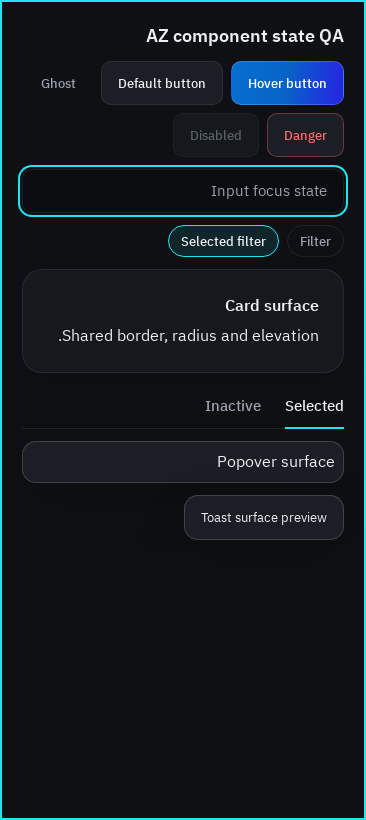 AZ component state QA
Hover button
Default button
Ghost
Danger
Disabled
Input focus state
Filter
Selected filter
Card surface
.Shared border, radius and elevation
Selected
Inactive
Popover surface
Toast surface preview